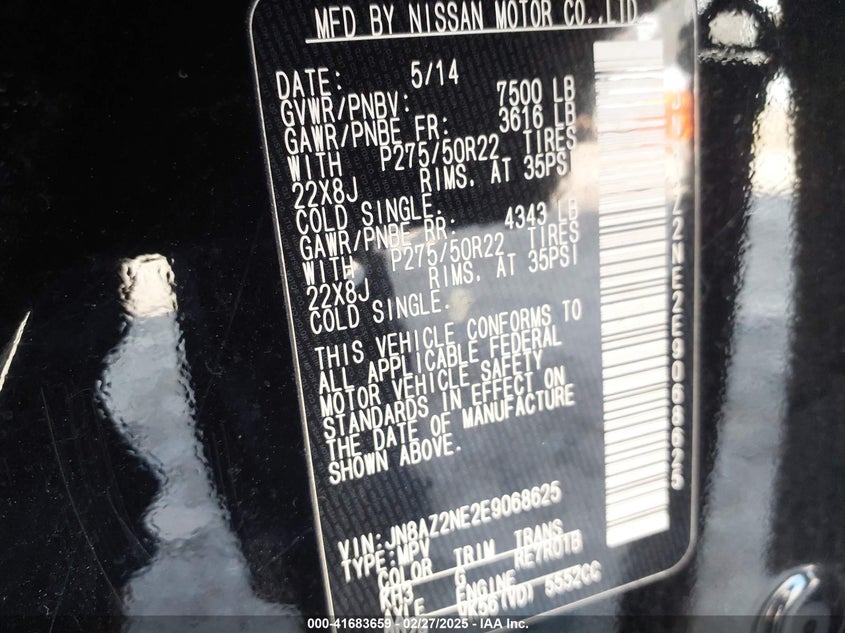 MFD BY NISSAN MOTOR CO.,LTD.
DATE: 5/14
GVWR/PNBV: 7500 LB
GAWR/PNBE FR: 3616 LB
WITH P275/50R22 TIRES
22X8J RIMS, AT 35PSI
COLD SINGLE.
GAWR/PNBE RR: 4343 LB
WITH P275/50R22 TIRES
22X8J RIMS, AT 35PSI
COLD SINGLE.
THIS VEHICLE CONFORMS TO
ALL APPLICABLE FEDERAL
MOTOR VEHICLE SAFETY
STANDARDS IN EFFECT ON
THE DATE OF MANUFACTURE
SHOWN ABOVE.
VIN:JN8AZ2NE2E9068625
TYPE:MPV
COLOR TRIM TRANS
KH3 G RE7R01B
AXLE ENGINE
VK56(VD) 5552CC
Z2NE2E9068625
000-41683659 - 02/27/2025 - IAA Inc.